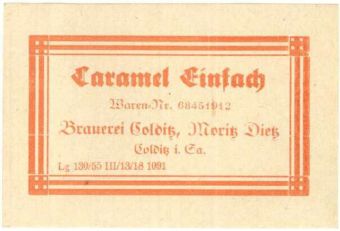 Caramel Einfach
Waren-Nr. 68451912
Brauerei Colditz, Moritz Dietz
Colditz i. Sa.
Lg 139/55 III/13/18 1091